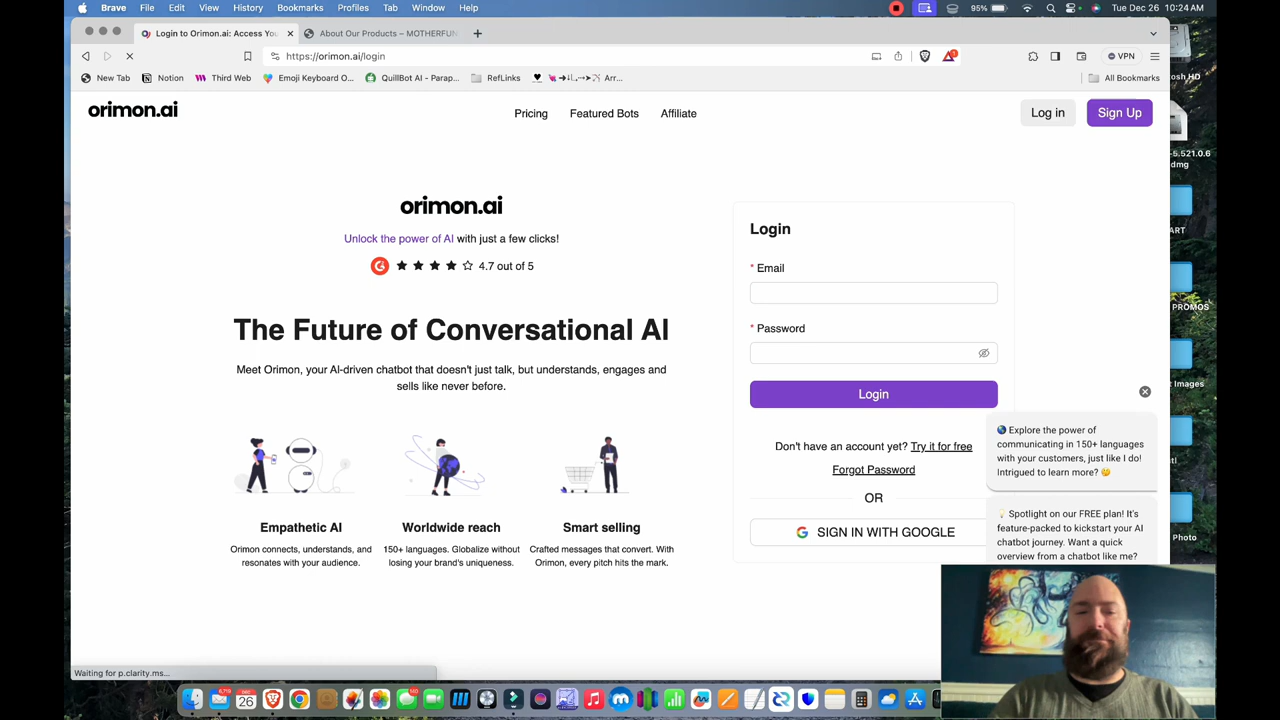 Brave File Edit View History Bookmarks Profiles Tab Window Help
95% Tue Dec 26 10:24 AM
Login to Orimon.ai: Access You
About Our Products – MOTHERFUN
https://orimon.ai/login
VPN
New Tab Notion Third Web Emoji Keyboard O... QuillBot AI - Parap... RefLinks Arr... All Bookmarks
orimon.ai
Pricing Featured Bots Affiliate
Log in Sign Up
orimon.ai
Unlock the power of AI with just a few clicks!
4.7 out of 5
The Future of Conversational AI
Meet Orimon, your AI-driven chatbot that doesn't just talk, but understands, engages and
sells like never before.
Empathetic AI
Orimon connects, understands, and
resonates with your audience.
Worldwide reach
150+ languages. Globalize without
losing your brand's uniqueness.
Smart selling
Crafted messages that convert. With
Orimon, every pitch hits the mark.
Login
* Email
* Password
Login
Don't have an account yet? Try it for free
Forgot Password
OR
SIGN IN WITH GOOGLE
Explore the power of
communicating in 150+ languages
with your customers, just like I do!
Intrigued to learn more?
Spotlight on our FREE plan! It's
feature-packed to kickstart your AI
chatbot journey. Want a quick
overview from a chatbot like me?
Waiting for p.clarity.ms...
osh HD
-5.521.0.6
dmg
ART
PROMOS
t Images
Photo